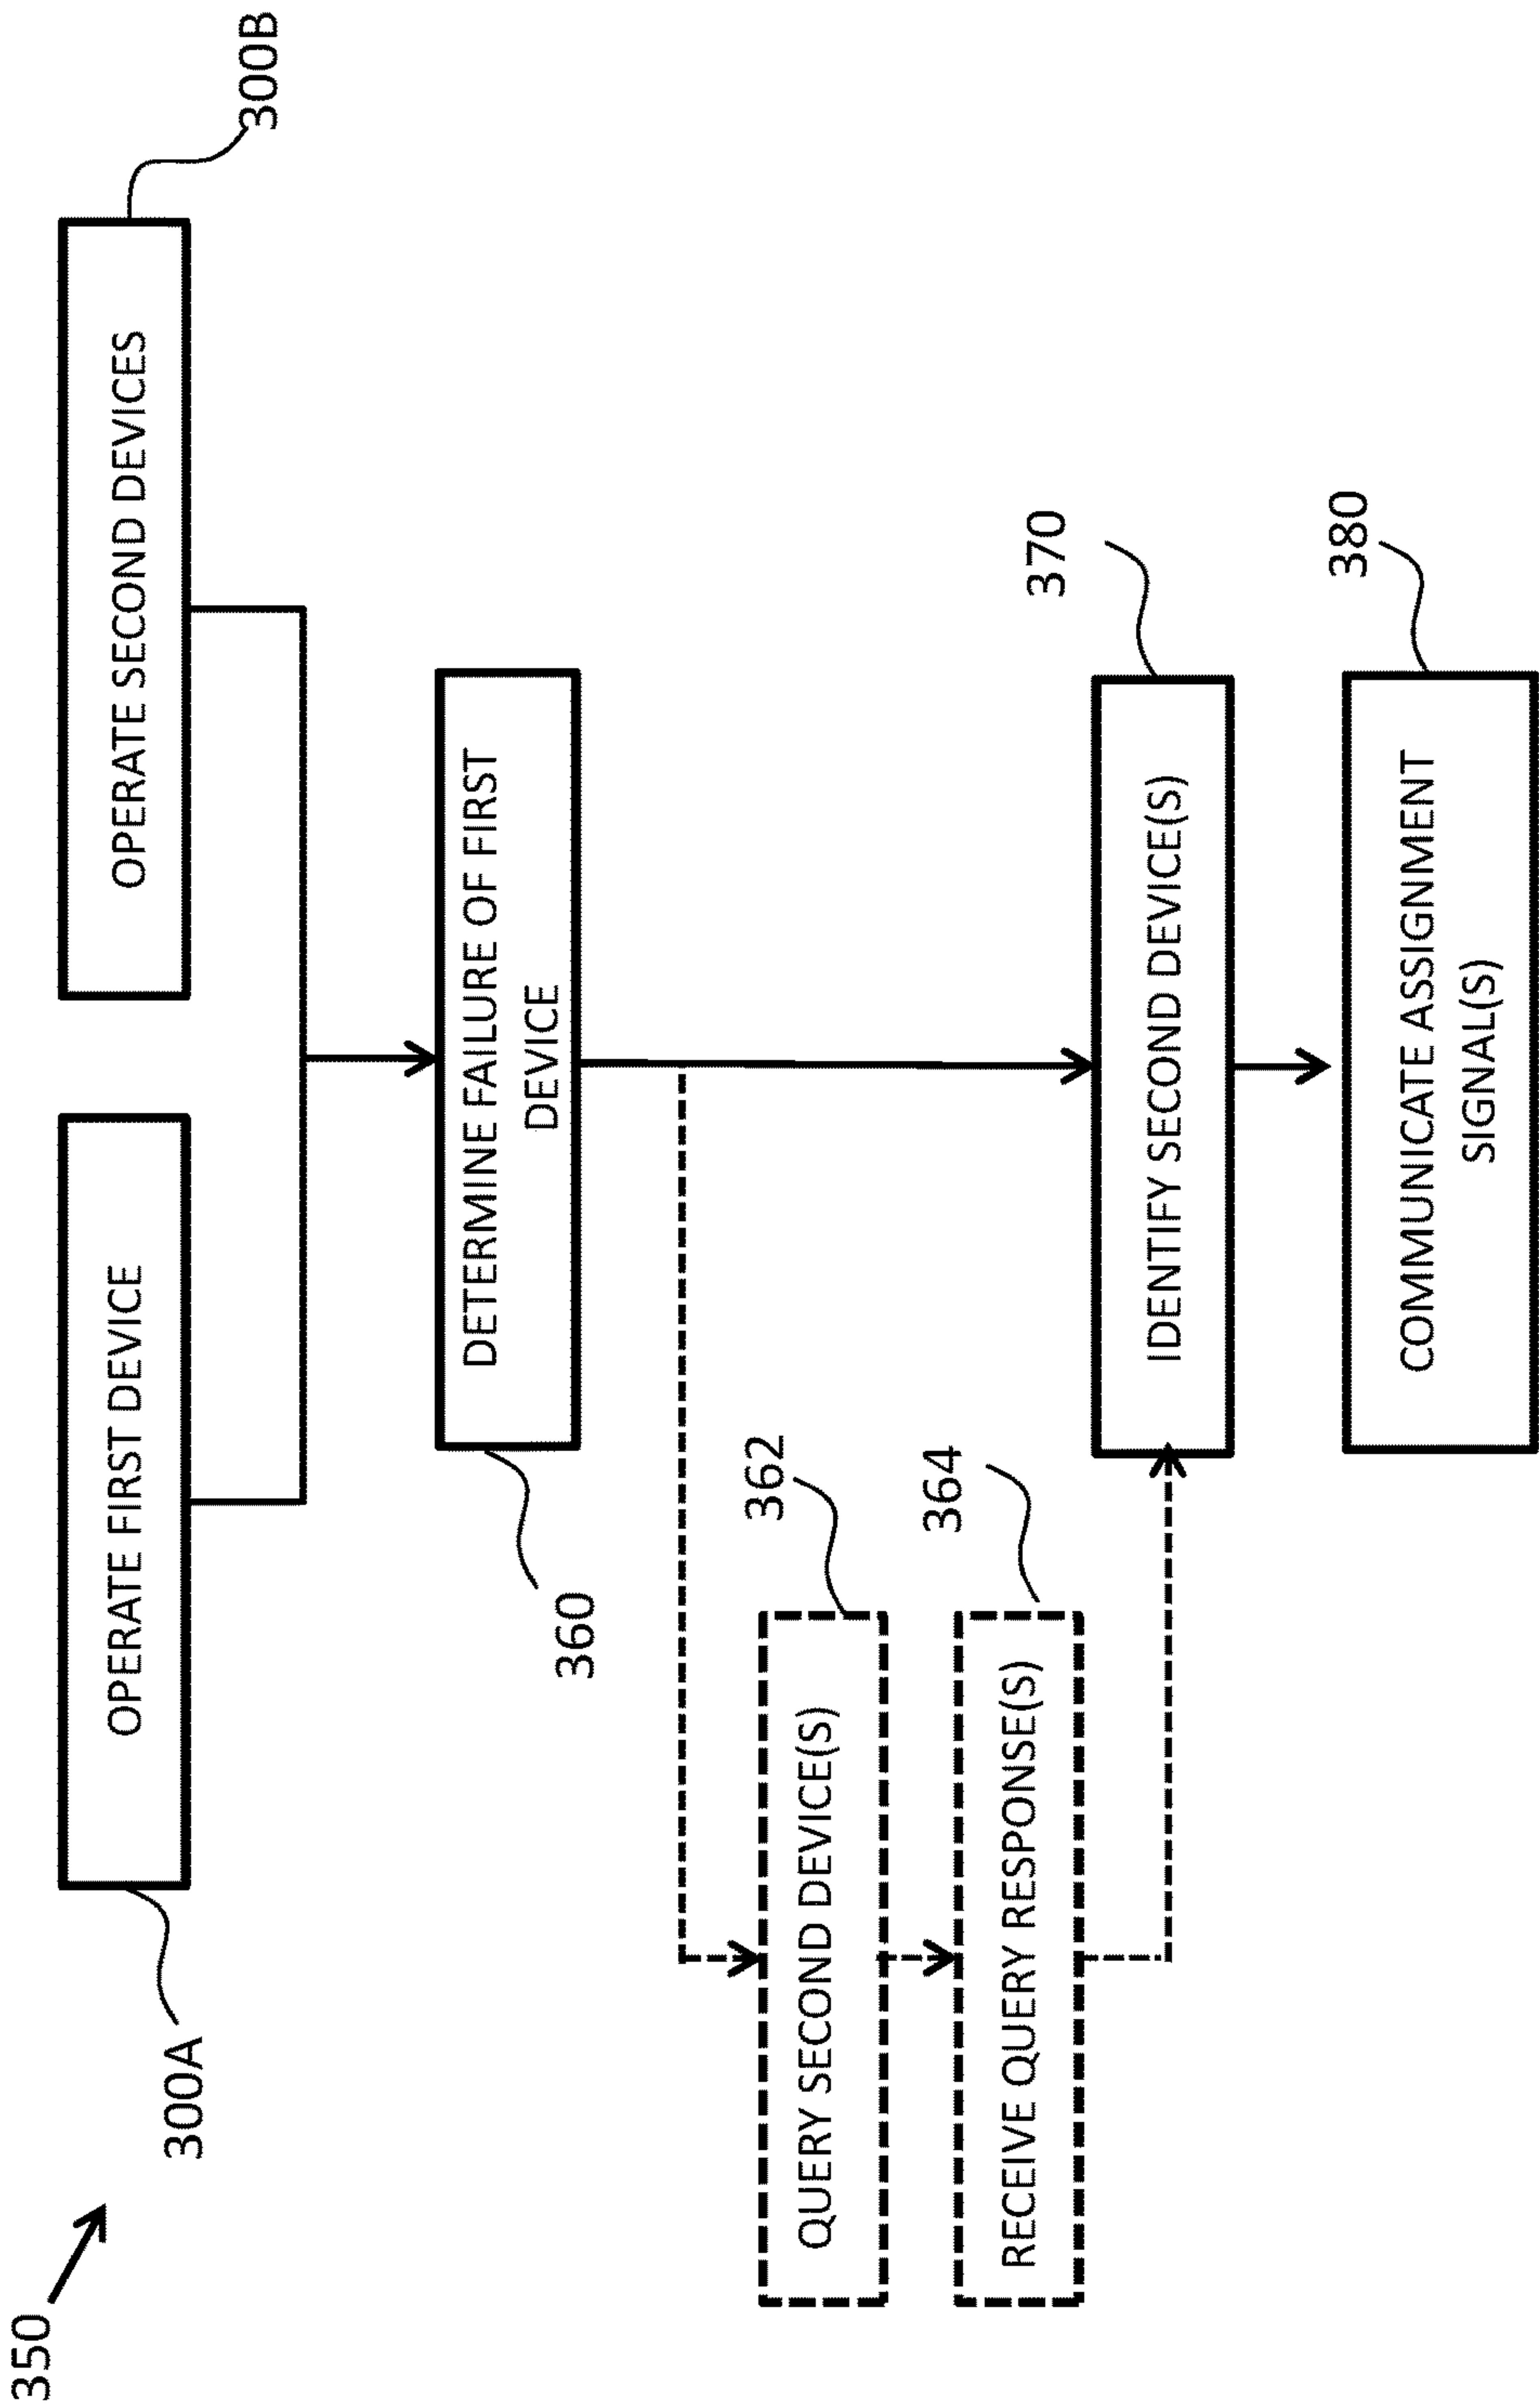 350
300A
OPERATE FIRST DEVICE
OPERATE SECOND DEVICES
300B
360
DETERMINE FAILURE OF FIRST
DEVICE
362
QUERY SECOND DEVICE(S)
364
RECEIVE QUERY RESPONSE(S)
370
IDENTIFY SECOND DEVICE(S)
380
COMMUNICATE ASSIGNMENT
SIGNAL(S)